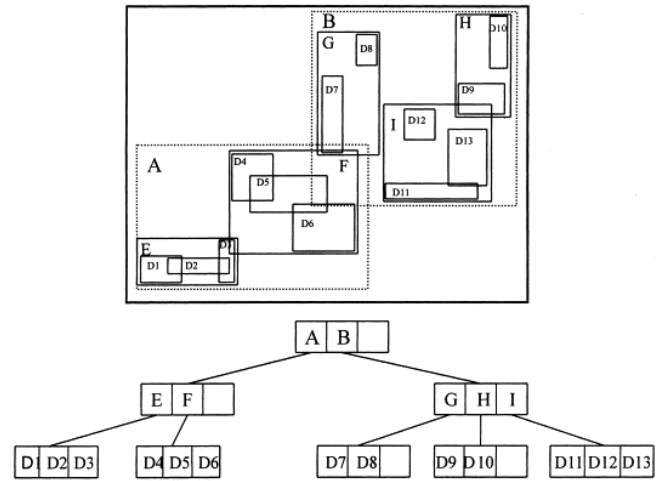 B H
G D8 D10
D7 D9
I D12
D13
A D4 F
D5
D11
D6
E D3
D1 D2
A B
E F G H I
D1 D2 D3 D4 D5 D6 D7 D8 D9 D10 D11 D12 D13